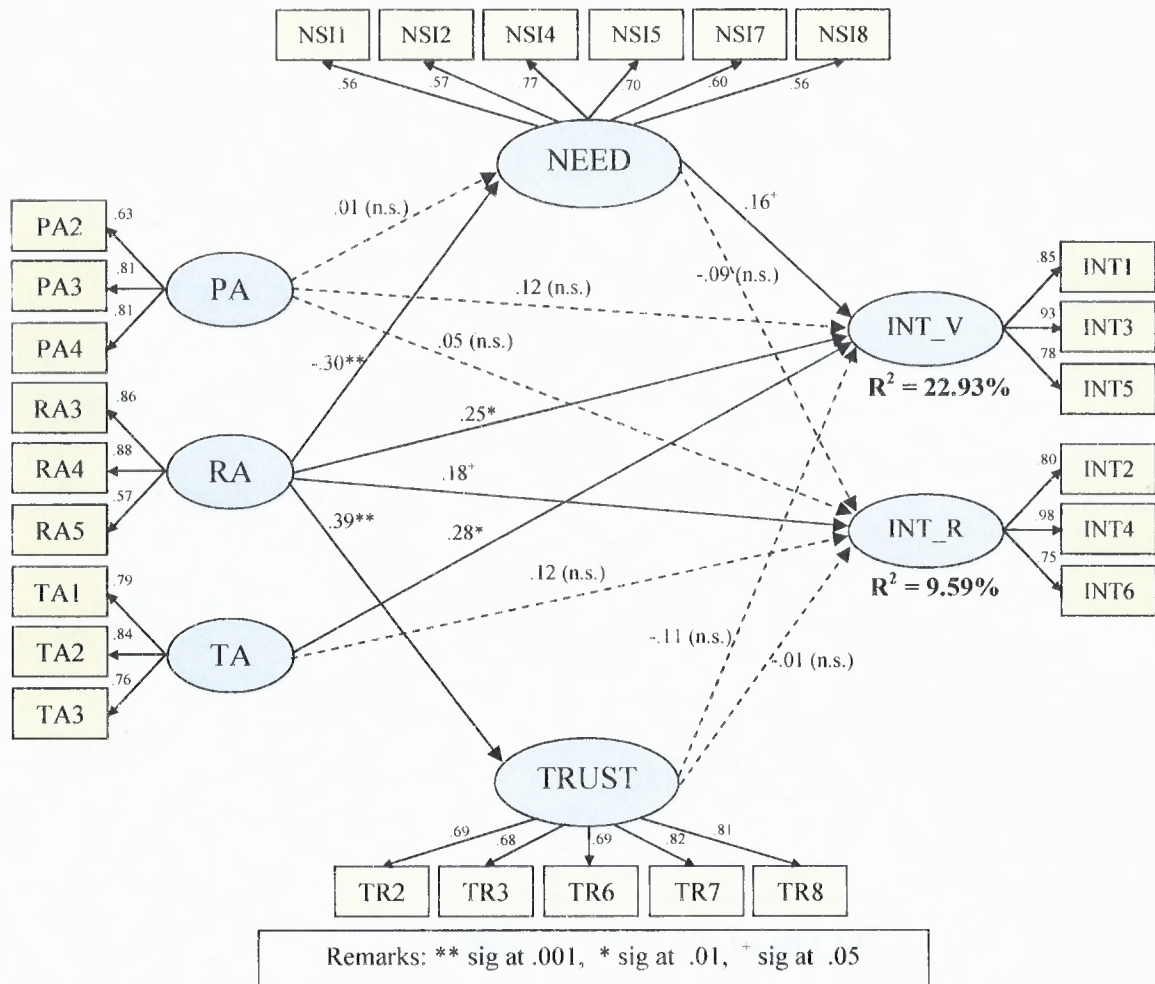 NSI1 NSI2 NSI4 NSI5 NSI7 NSI8
.56 .57 .77 .70 .60 .56
NEED
.01 (n.s.)
.16+
-.09 (n.s.)
PA2 .63
PA3 .81
PA4 .81
PA
.12 (n.s.)
.05 (n.s.)
-.30**
.85 INT1
.93 INT3
.78 INT5
INT_V
R² = 22.93%
RA3 .86
RA4 .88
RA5 .57
RA
.25*
.18+
.39**
.28*
.80 INT2
.98 INT4
.75 INT6
INT_R
R² = 9.59%
TA1 .79
TA2 .84
TA3 .76
TA
.12 (n.s.)
-.11 (n.s.)
-.01 (n.s.)
TRUST
.69 .68 .69 .82 .81
TR2 TR3 TR6 TR7 TR8
Remarks: ** sig at .001, * sig at .01, + sig at .05